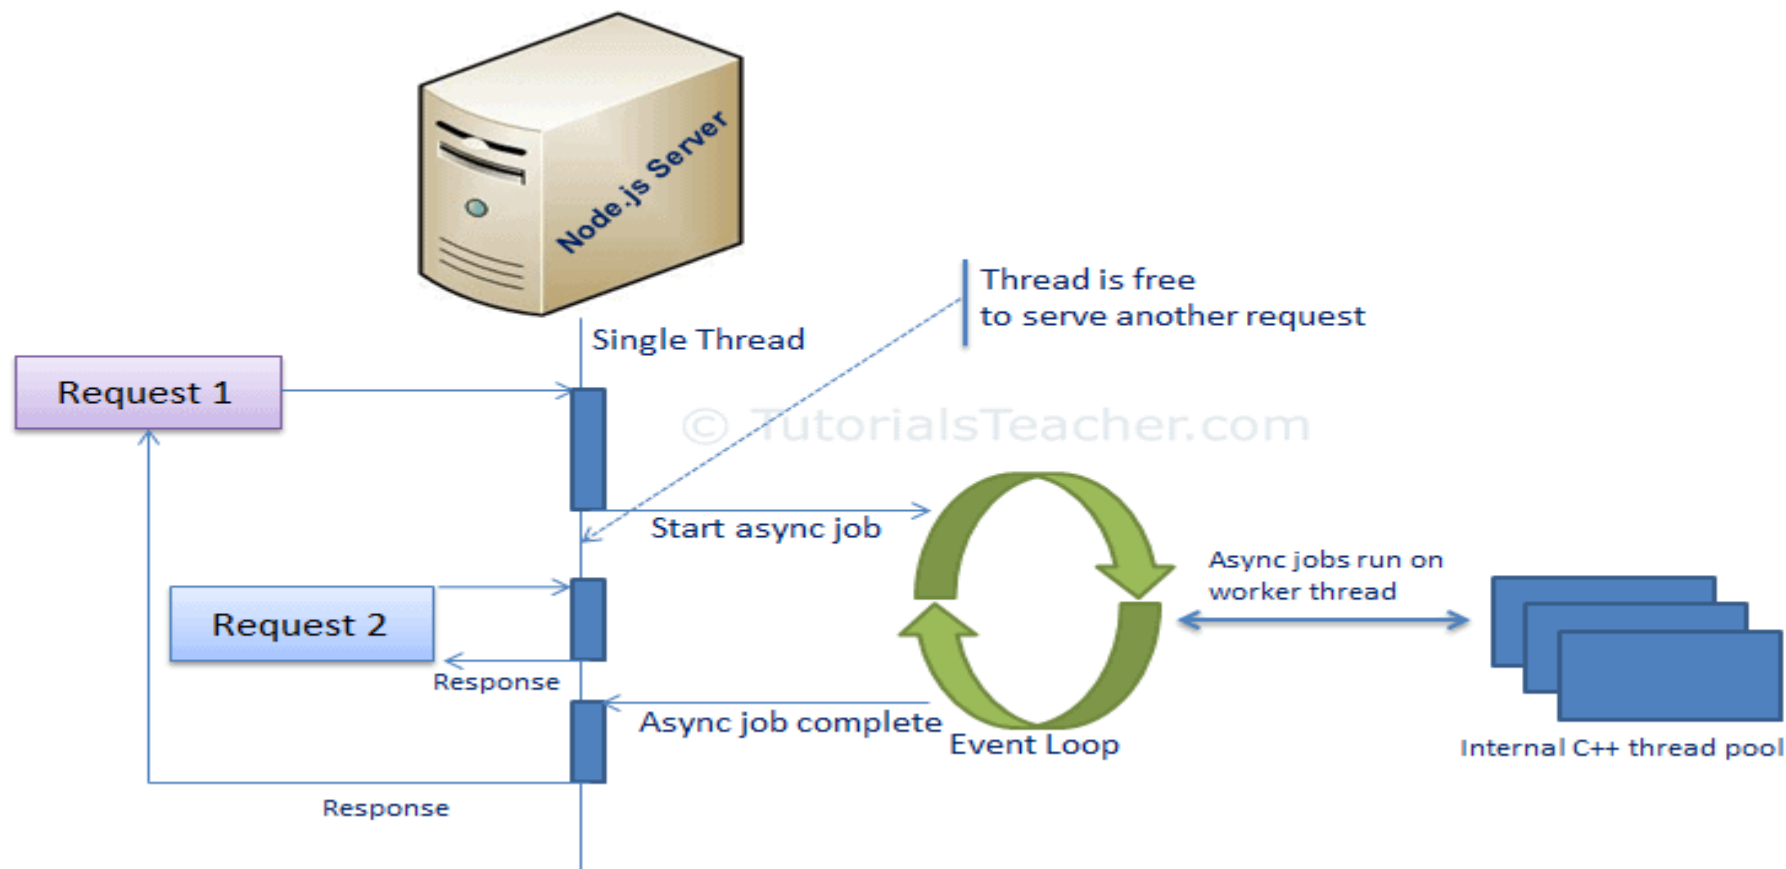 Node.js Server
Single Thread
Thread is free
to serve another request
Request 1
© TutorialsTeacher.com
Start async job
Async jobs run on
worker thread
Request 2
Response
Async job complete
Event Loop
Internal C++ thread pool
Response